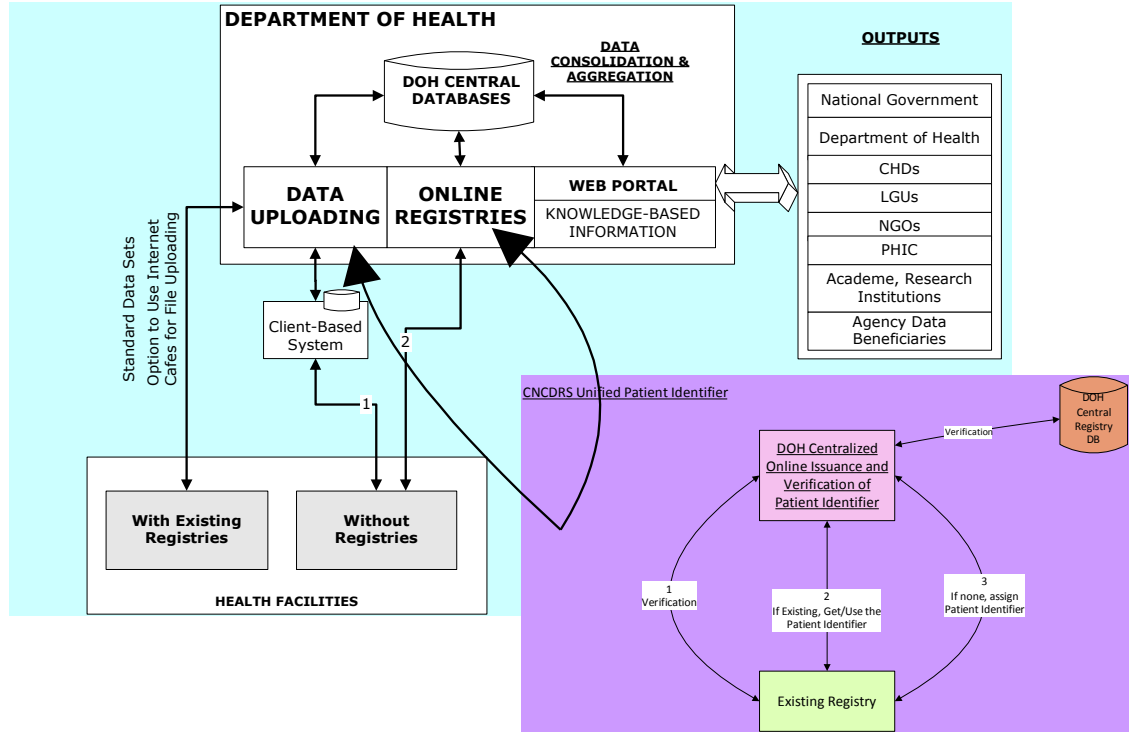 DEPARTMENT OF HEALTH
DATA
CONSOLIDATION &
AGGREGATION
DOH CENTRAL
DATABASES
DATA
UPLOADING
ONLINE
REGISTRIES
WEB PORTAL
KNOWLEDGE-BASED
INFORMATION
OUTPUTS
National Government
Department of Health
CHDs
LGUs
NGOs
PHIC
Academe, Research
Institutions
Agency Data
Beneficiaries
Standard Data Sets
Option to Use Internet
Cafes for File Uploading
Client-Based
System
2
1
With Existing
Registries
Without
Registries
HEALTH FACILITIES
CNCDRS Unified Patient Identifier
DOH
Central
Registry
DB
Verification
DOH Centralized
Online Issuance and
Verification of
Patient Identifier
1
Verification
2
If Existing, Get/Use the
Patient Identifier
3
If none, assign
Patient Identifier
Existing Registry